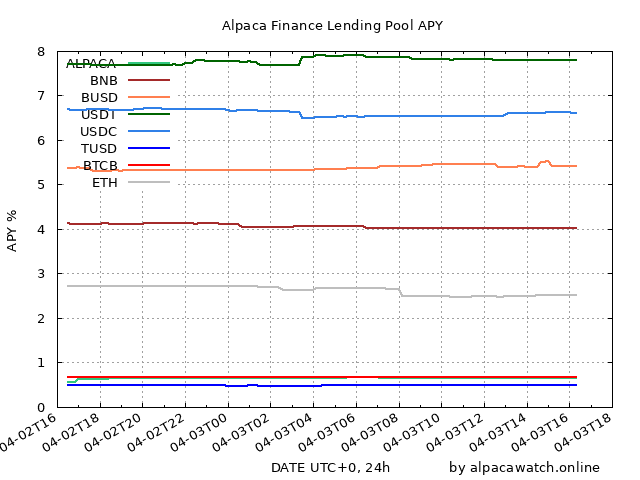 Alpaca Finance Lending Pool APY
8
7
6
5
4
3
2
1
0
APY %
ALPACA
BNB
BUSD
USDT
USDC
TUSD
BTCB
ETH
04-02T16
04-02T18
04-02T20
04-02T22
04-03T00
04-03T02
04-03T04
04-03T06
04-03T08
04-03T10
04-03T12
04-03T14
04-03T16
04-03T18
DATE UTC+0, 24h
by alpacawatch.online